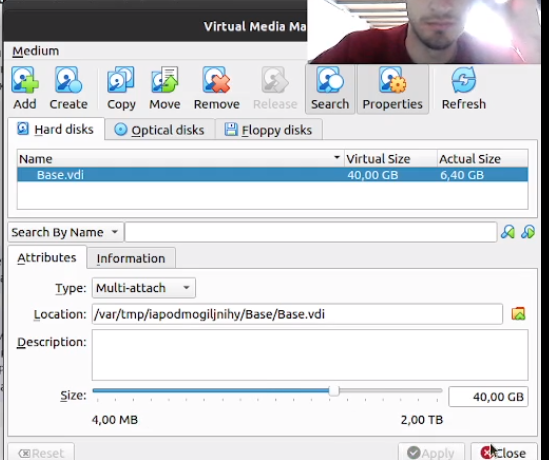 Virtual Media Ma
Medium
Add Create Copy Move Remove Release Search Properties Refresh
Hard disks Optical disks Floppy disks
Name Virtual Size Actual Size
Base.vdi 40,00 GB 6,40 GB
Search By Name
Attributes Information
Type: Multi-attach
Location: /var/tmp/iapodmogiljnihy/Base/Base.vdi
Description:
Size: 40,00 GB
4,00 MB 2,00 TB
Reset Apply Close